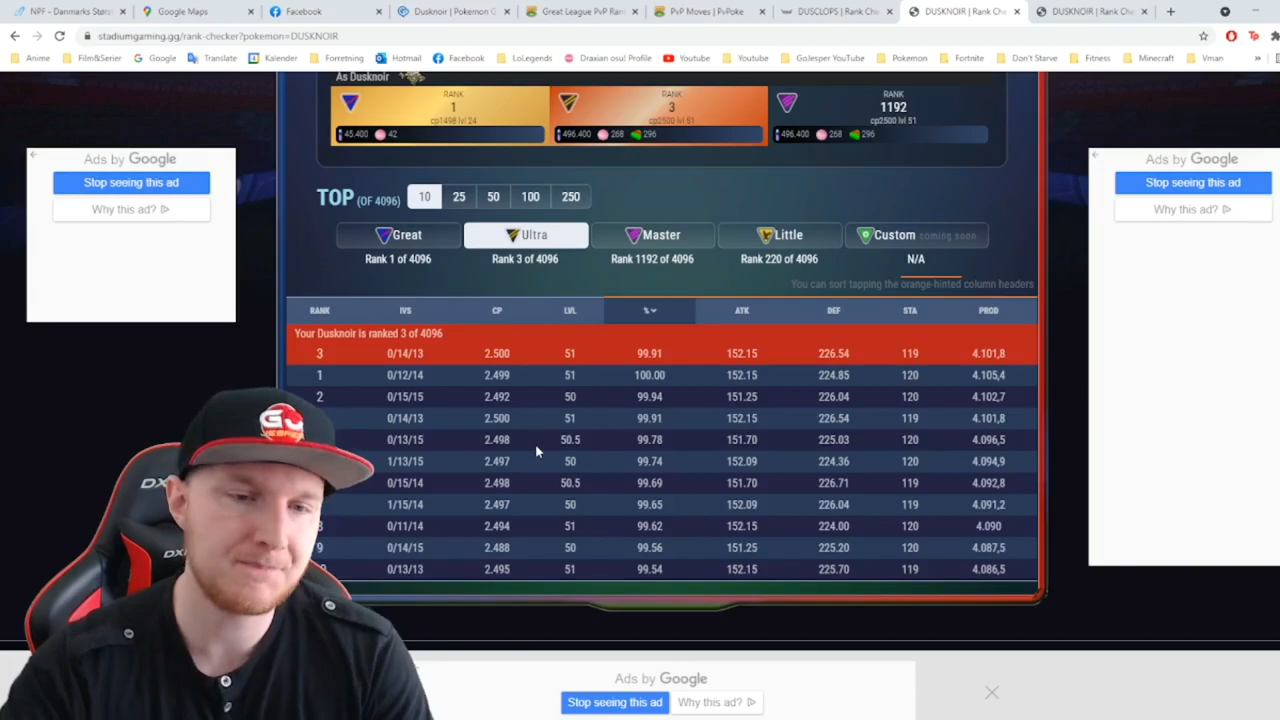 NPF - Danmarks Størs
Google Maps
Facebook
Dusknoir | Pokemon G
Great League PvP Ran
PvP Moves | PvPoke
DUSCLOPS | Rank Che
DUSKNOIR | Rank Che
DUSKNOIR | Rank Che
stadiumgaming.gg/rank-checker?pokemon=DUSKNOIR
Anime Film&Serier Google Translate Kalender Forretning Hotmail Facebook LoLegends Draxian osu! Profile Youtube Youtube GoJesper YouTube Pokemon Fortnite Don't Starve Fitness Minecraft Vman
As Dusknoir
RANK
1
cp1498 lvl 24
45.400 42
RANK
3
cp2500 lvl 51
496.400 268 296
RANK
1192
cp2500 lvl 51
496.400 268 296
TOP (OF 4096) 10 25 50 100 250
Great Ultra Master Little Custom coming soon
Rank 1 of 4096 Rank 3 of 4096 Rank 1192 of 4096 Rank 220 of 4096 N/A
You can sort tapping the orange-hinted column headers
RANK IVS CP LVL % ATK DEF STA PROD
Your Dusknoir is ranked 3 of 4096
3 0/14/13 2.500 51 99.91 152.15 226.54 119 4.101,8
1 0/12/14 2.499 51 100.00 152.15 224.85 120 4.105,4
2 0/15/15 2.492 50 99.94 151.25 226.04 120 4.102,7
0/14/13 2.500 51 99.91 152.15 226.54 119 4.101,8
0/13/15 2.498 50.5 99.78 151.70 225.03 120 4.096,5
1/13/15 2.497 50 99.74 152.09 224.36 120 4.094,9
0/15/14 2.498 50.5 99.69 151.70 226.71 119 4.092,8
1/15/14 2.497 50 99.65 152.09 226.04 119 4.091,2
8 0/11/14 2.494 51 99.62 152.15 224.00 120 4.090
9 0/14/15 2.488 50 99.56 151.25 225.20 120 4.087,5
0/13/13 2.495 51 99.54 152.15 225.70 119 4.086,5
Ads by Google
Stop seeing this ad
Why this ad?
Ads by Google
Stop seeing this ad
Why this ad?
Ads by Google
Stop seeing this ad Why this ad?
DX